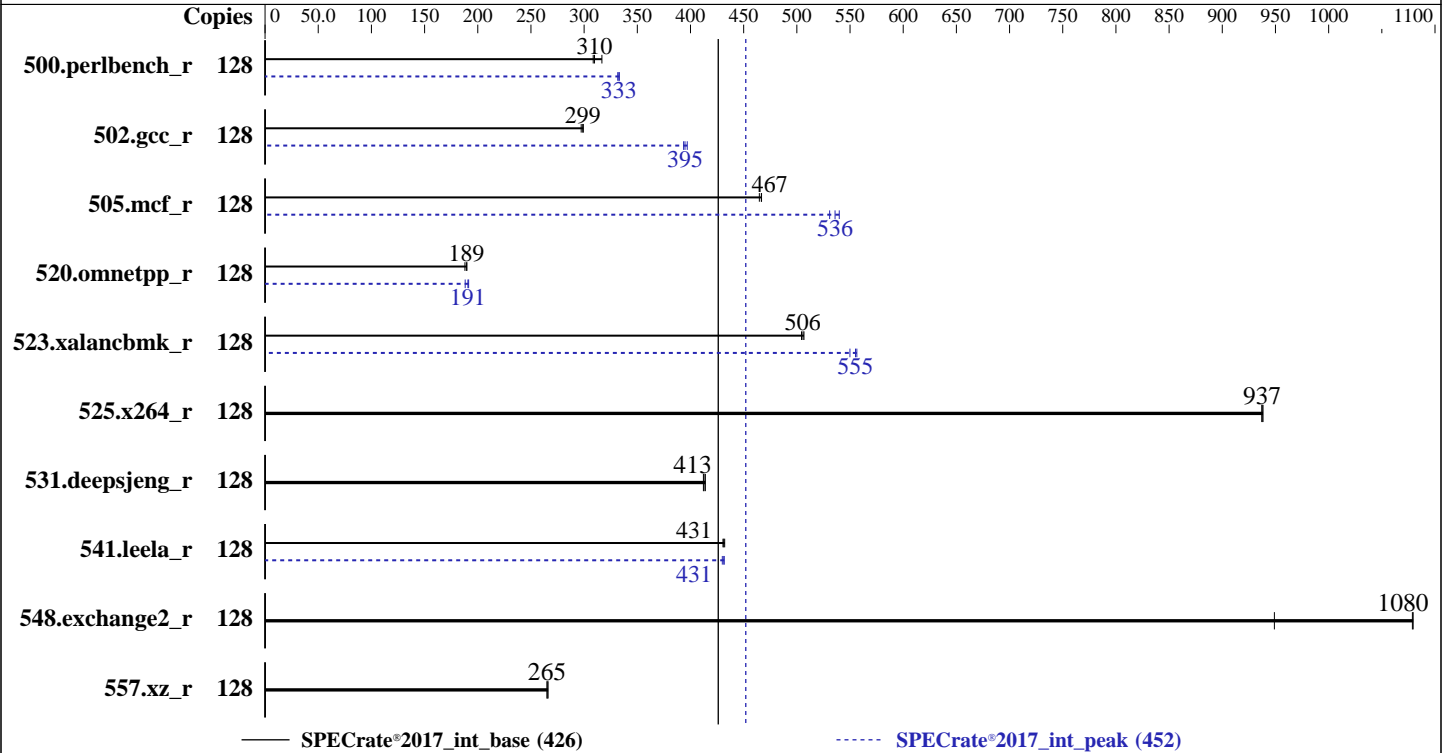 Copies 0 50.0 100 150 200 250 300 350 400 450 500 550 600 650 700 750 800 850 900 950 1000 1100
500.perlbench_r 128 310
333
502.gcc_r 128 299
395
505.mcf_r 128 467
536
520.omnetpp_r 128 189
191
523.xalancbmk_r 128 506
555
525.x264_r 128 937
531.deepsjeng_r 128 413
541.leela_r 128 431
431
548.exchange2_r 128 1080
557.xz_r 128 265
SPECrate®2017_int_base (426) SPECrate®2017_int_peak (452)